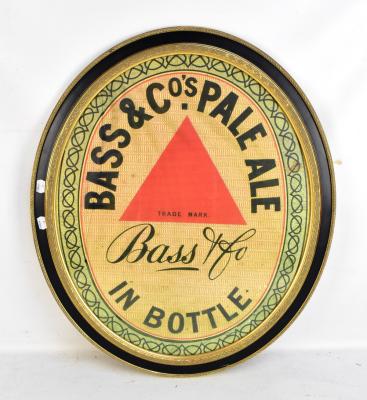 BASS & Co's. PALE ALE
TRADE MARK.
Bass & Co
IN BOTTLE.